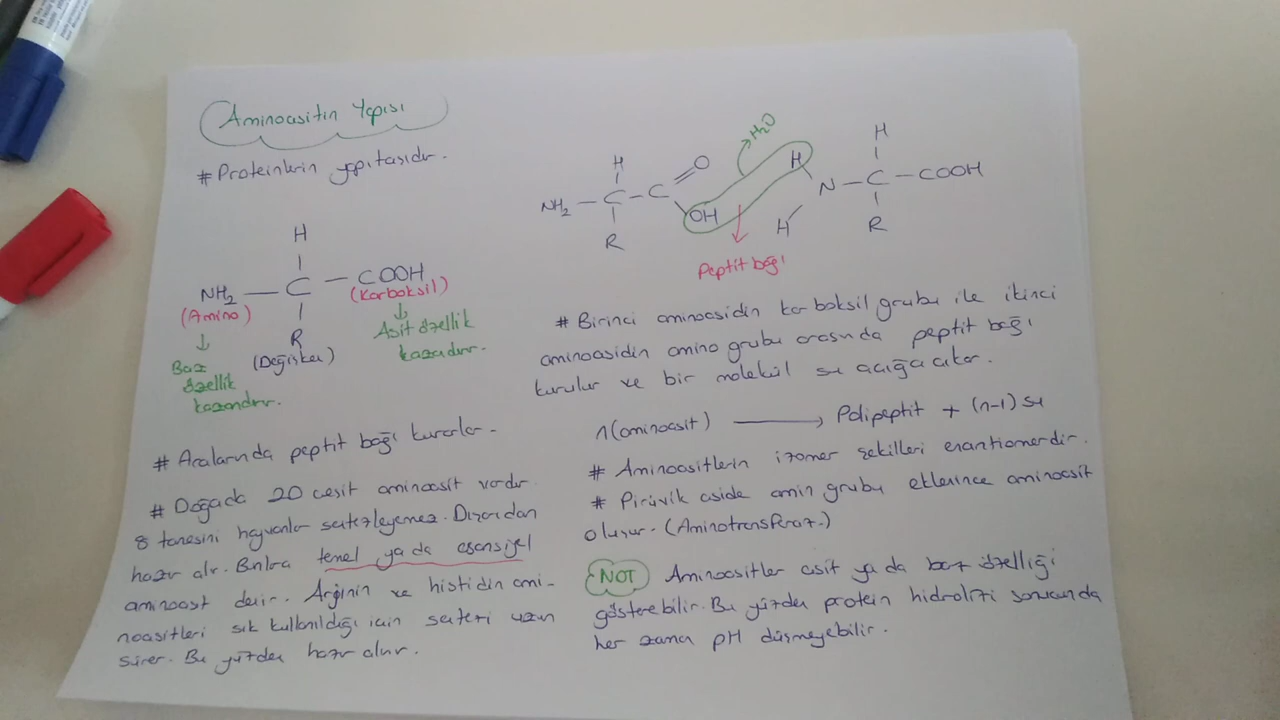 Aminoasitin Yapısı
# Proteinlerin yapıtaşıdır.
H
NH2 — C — COOH
(Amino)
(Karboksil)
R
(Değişken)
Baz
özellik
kazandırır.
Asit özellik
kazandırır.
# Aralarında peptit bağı kurarlar.
# Doğada 20 çeşit aminoasit vardır
8 tanesini hayvanlar sentezleyemez. Dışarıdan
hazır alır. Bunlara temel ya da esansiyel
aminoasit denir. Arginin ve histidin ami-
noasitleri sık kullanıldığı için sentezi uzun
sürer. Bu yüzden hazır alınır.
H2O
H O H H
NH2 — C — C N — C — COOH
R OH H R
Peptit bağı
# Birinci aminoasidin karboksil grubu ile ikinci
aminoasidin amino grubu arasında peptit bağı
kurulur ve bir molekül su açığa çıkar.
n(aminoasit) → Polipeptit + (n-1) su
# Aminoasitlerin izomer şekilleri enantiomerdir.
# Pirüvik aside amin grubu eklenince aminoasit
oluşur. (Aminotransferaz.)
NOT Aminoasitler asit ya da baz özelliği
gösterebilir. Bu yüzden protein hidrolizi sonucunda
her zaman pH düşmeyebilir.